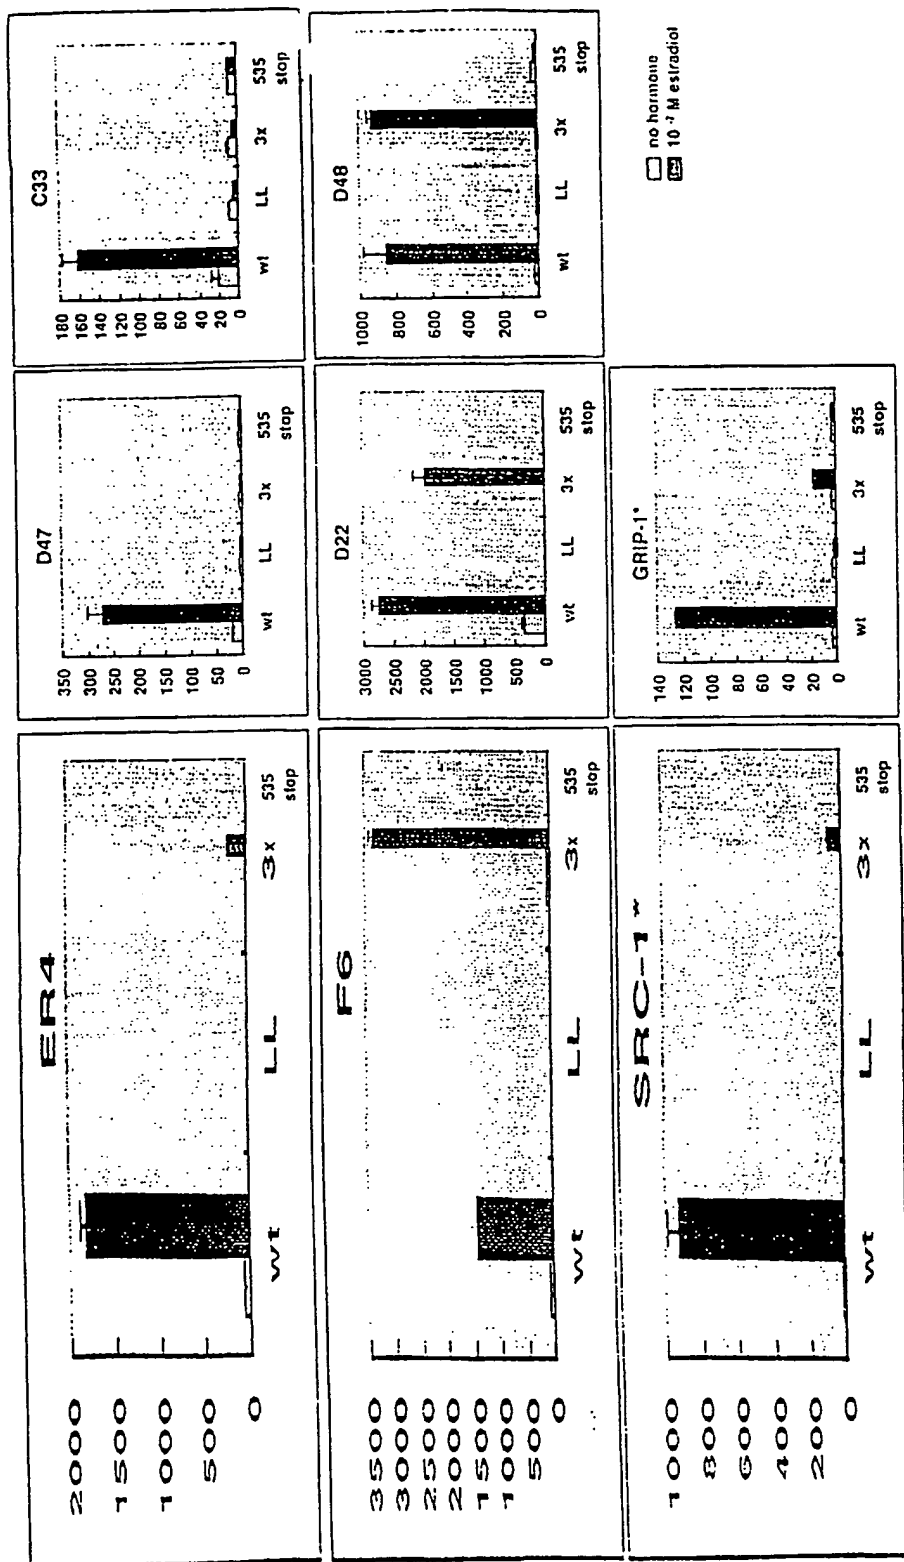 ER4
2000
1500
1000
500
0
wt LL 3x 535
stop
D47
350
300
250
200
150
100
50
0
wt LL 3x 535
stop
C33
180
160
140
120
100
80
60
40
20
0
wt LL 3x 535
stop
F6
3500
3000
2500
2000
1500
1000
500
0
wt LL 3x 535
stop
D22
3000
2500
2000
1500
1000
500
0
wt LL 3x 535
stop
D48
1000
800
600
400
200
0
wt LL 3x 535
stop
SRC-1*
1000
800
600
400
200
0
wt LL 3x 535
stop
GRIP-1*
140
120
100
80
60
40
20
0
wt LL 3x 535
stop
no hormone
10⁻⁷ M estradiol